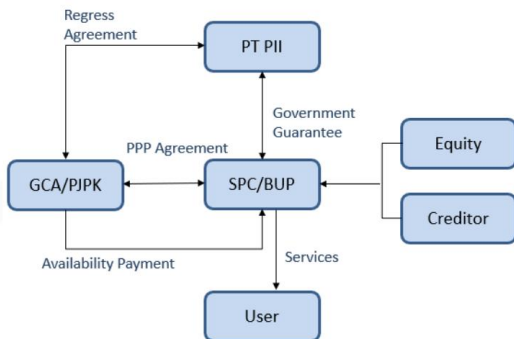 Regress
Agreement
PT PII
Government
Guarantee
PPP Agreement
Equity
GCA/PJPK
SPC/BUP
Creditor
Availability Payment
Services
User